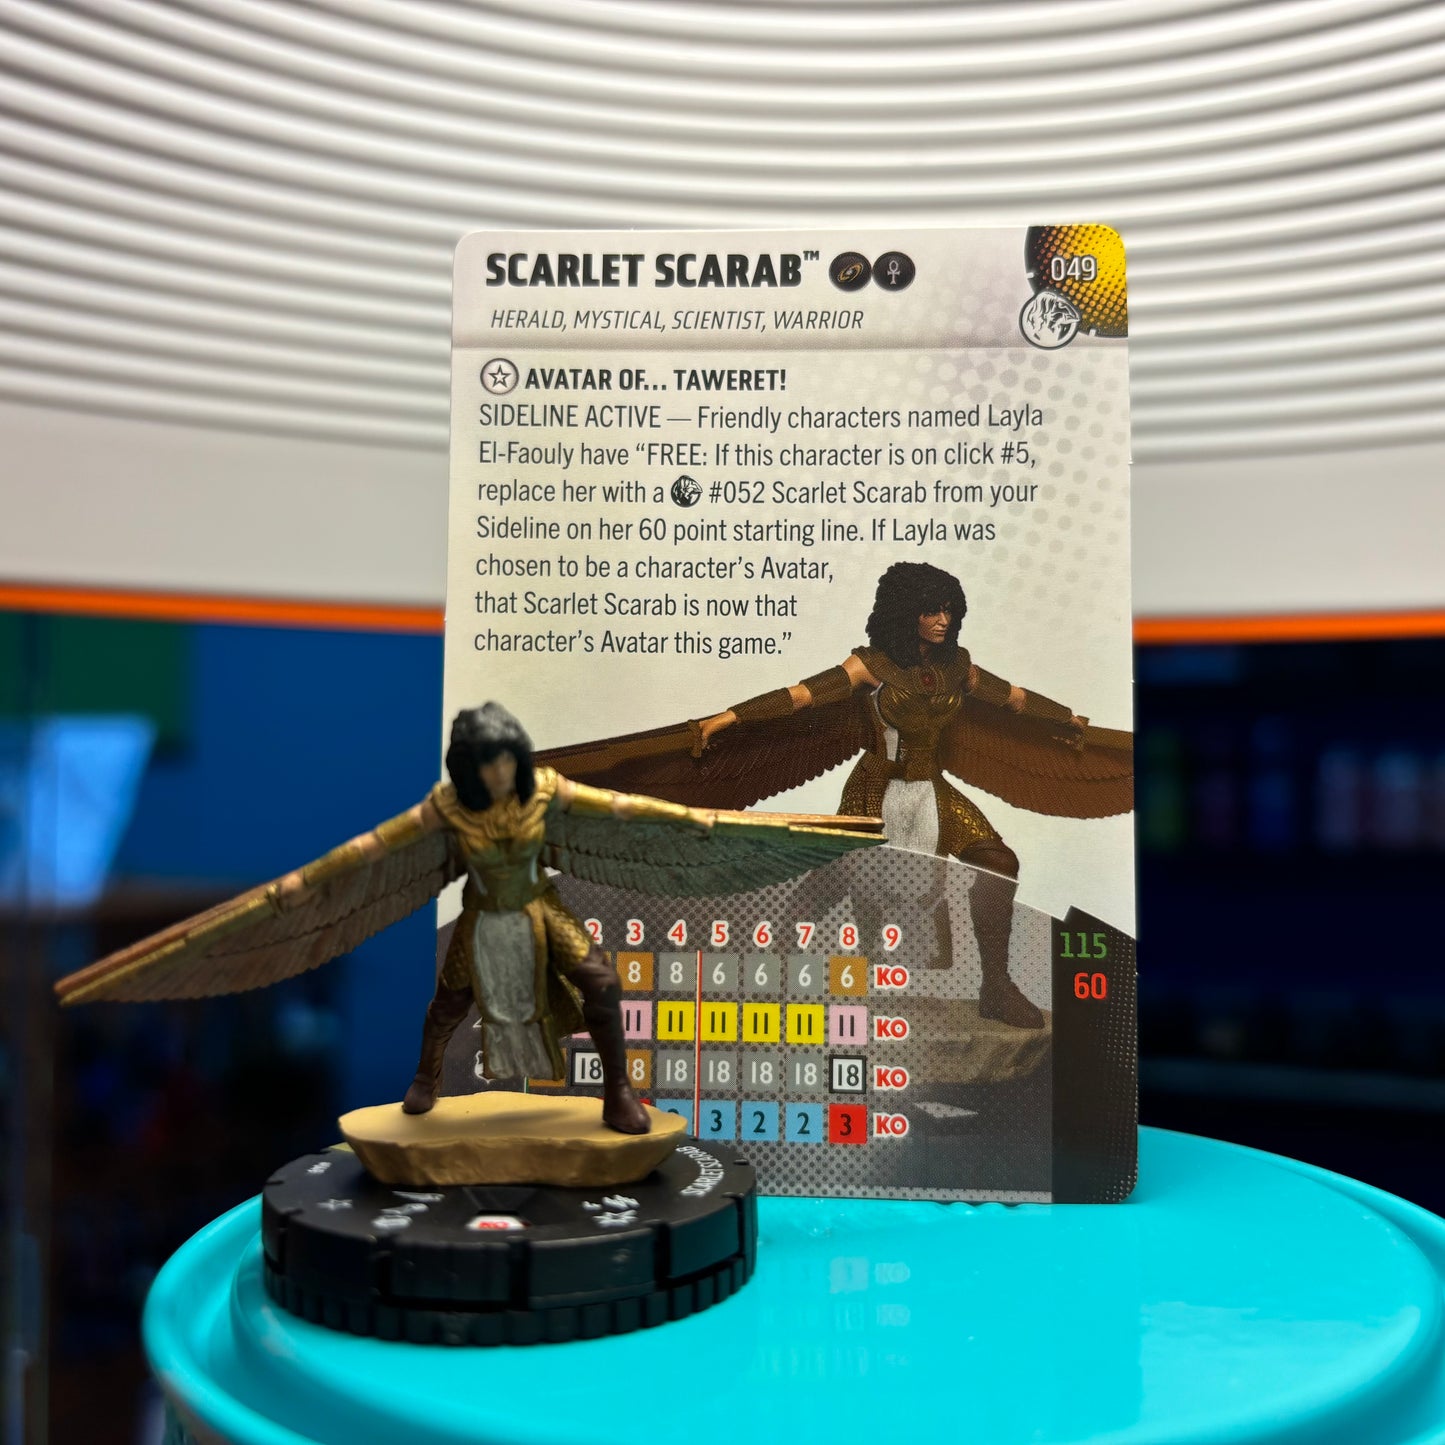 SCARLET SCARAB™
049
HERALD, MYSTICAL, SCIENTIST, WARRIOR
AVATAR OF... TAWERET!
SIDELINE ACTIVE — Friendly characters named Layla
El-Faouly have “FREE: If this character is on click #5,
replace her with a #052 Scarlet Scarab from your
Sideline on her 60 point starting line. If Layla was
chosen to be a character’s Avatar,
that Scarlet Scarab is now that
character’s Avatar this game.”
2 3 4 5 6 7 8 9
8 8 6 6 6 6 KO
11 11 11 11 11 11 KO
18 8 18 18 18 18 18 KO
2 3 2 2 3 KO
115
60
SCARLET SCARAB
049
KO